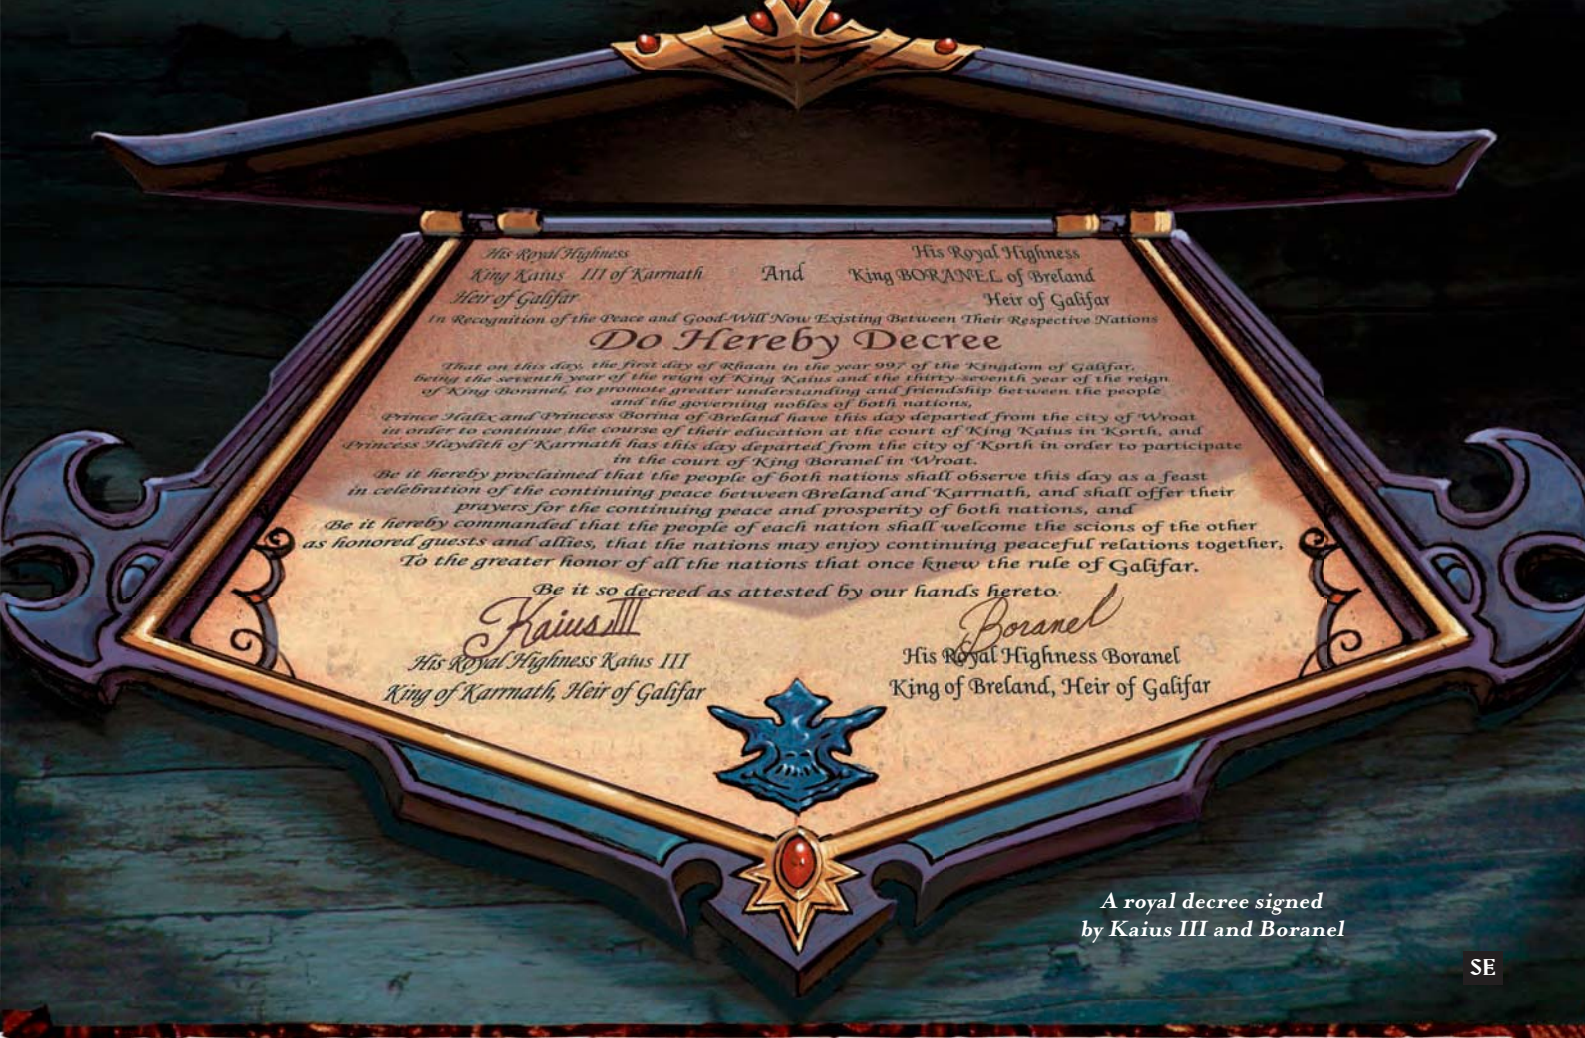 His Royal Highness
King Kaius III of Karrnath
Heir of Galifar
And
His Royal Highness
King BORANEL of Breland
Heir of Galifar
In Recognition of the Peace and Good-Will Now Existing Between Their Respective Nations
Do Hereby Decree
That on this day, the first day of Rhaan in the year 997 of the Kingdom of Galifar,
being the seventh year of the reign of King Kaius and the thirty-seventh year of the reign
of King Boranel, to promote greater understanding and friendship between the people
and the governing nobles of both nations,
Prince Halix and Princess Borina of Breland have this day departed from the city of Wroat
in order to continue the course of their education at the court of King Kaius in Korth, and
Princess Haydith of Karrnath has this day departed from the city of Korth in order to participate
in the court of King Boranel in Wroat.
Be it hereby proclaimed that the people of both nations shall observe this day as a feast
in celebration of the continuing peace between Breland and Karrnath, and shall offer their
prayers for the continuing peace and prosperity of both nations, and
Be it hereby commanded that the people of each nation shall welcome the scions of the other
as honored guests and allies, that the nations may enjoy continuing peaceful relations together,
To the greater honor of all the nations that once knew the rule of Galifar.
Be it so decreed as attested by our hands hereto.
Kaius III
His Royal Highness Kaius III
King of Karrnath, Heir of Galifar
Boranel
His Royal Highness Boranel
King of Breland, Heir of Galifar
A royal decree signed
by Kaius III and Boranel
SE